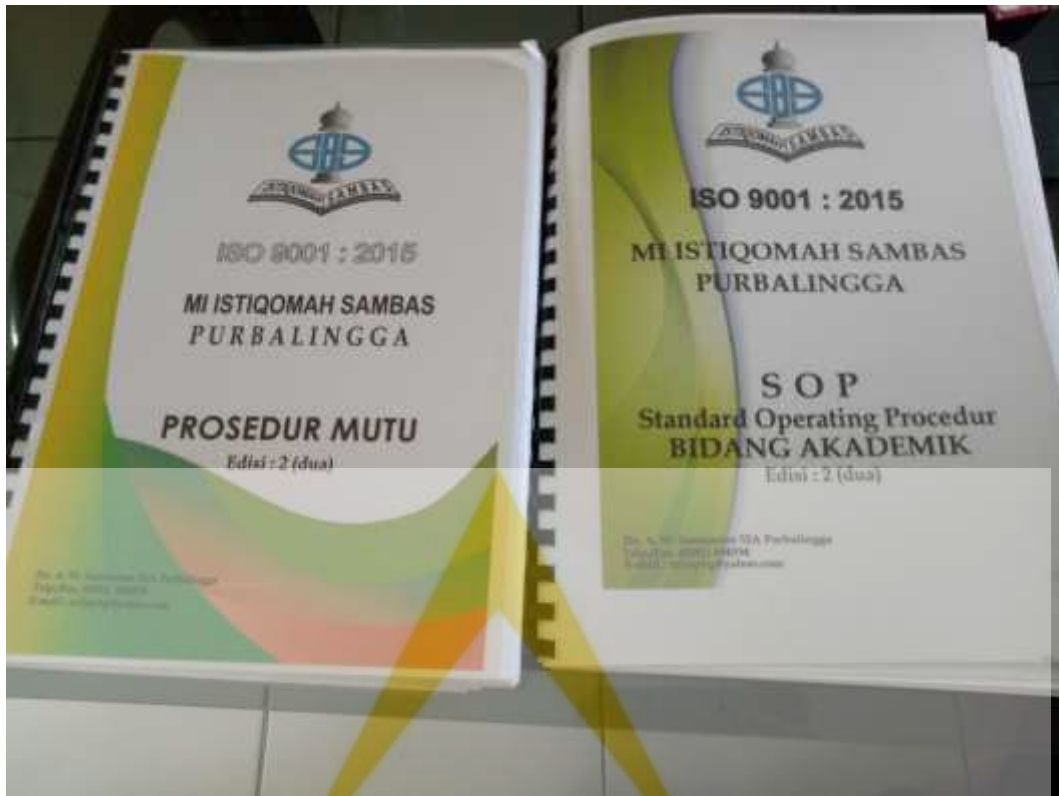 ISTIQOMAH SAMBAS
ISO 9001 : 2015
MI ISTIQOMAH SAMBAS
PURBALINGGA
PROSEDUR MUTU
Edisi : 2 (dua)
ISTIQOMAH SAMBAS
ISO 9001 : 2015
MI ISTIQOMAH SAMBAS
PURBALINGGA
S O P
Standard Operating Procedur
BIDANG AKADEMIK
Edisi : 2 (dua)
Purbalingga